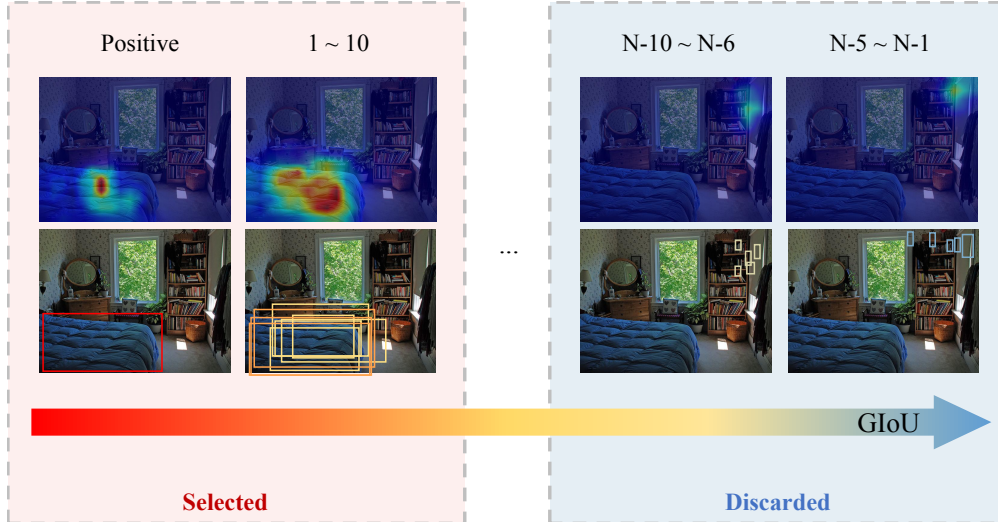 Positive
1 ~ 10
N-10 ~ N-6
N-5 ~ N-1
...
GIoU
Selected
Discarded